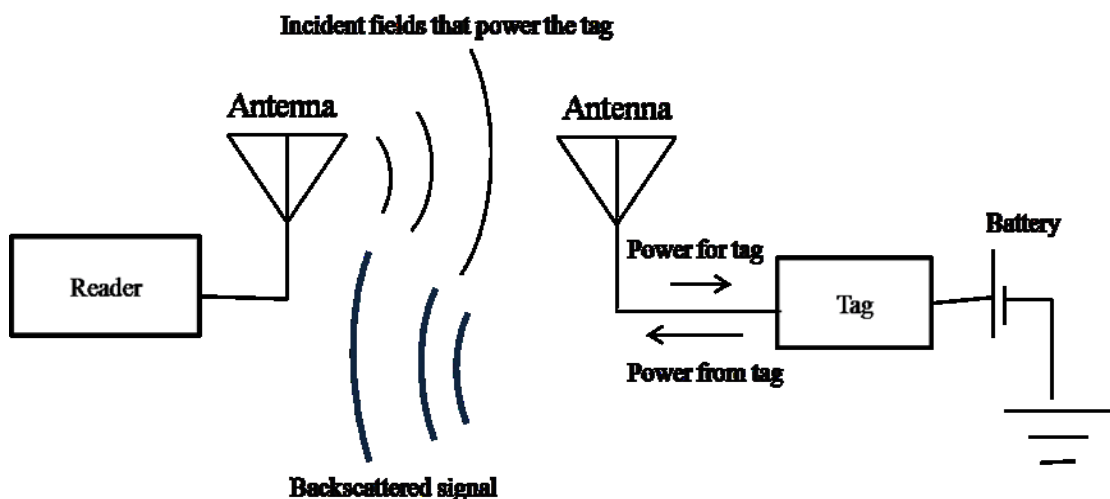 Incident fields that power the tag
Antenna
Antenna
Battery
Power for tag
Reader
Tag
Power from tag
Backscattered signal